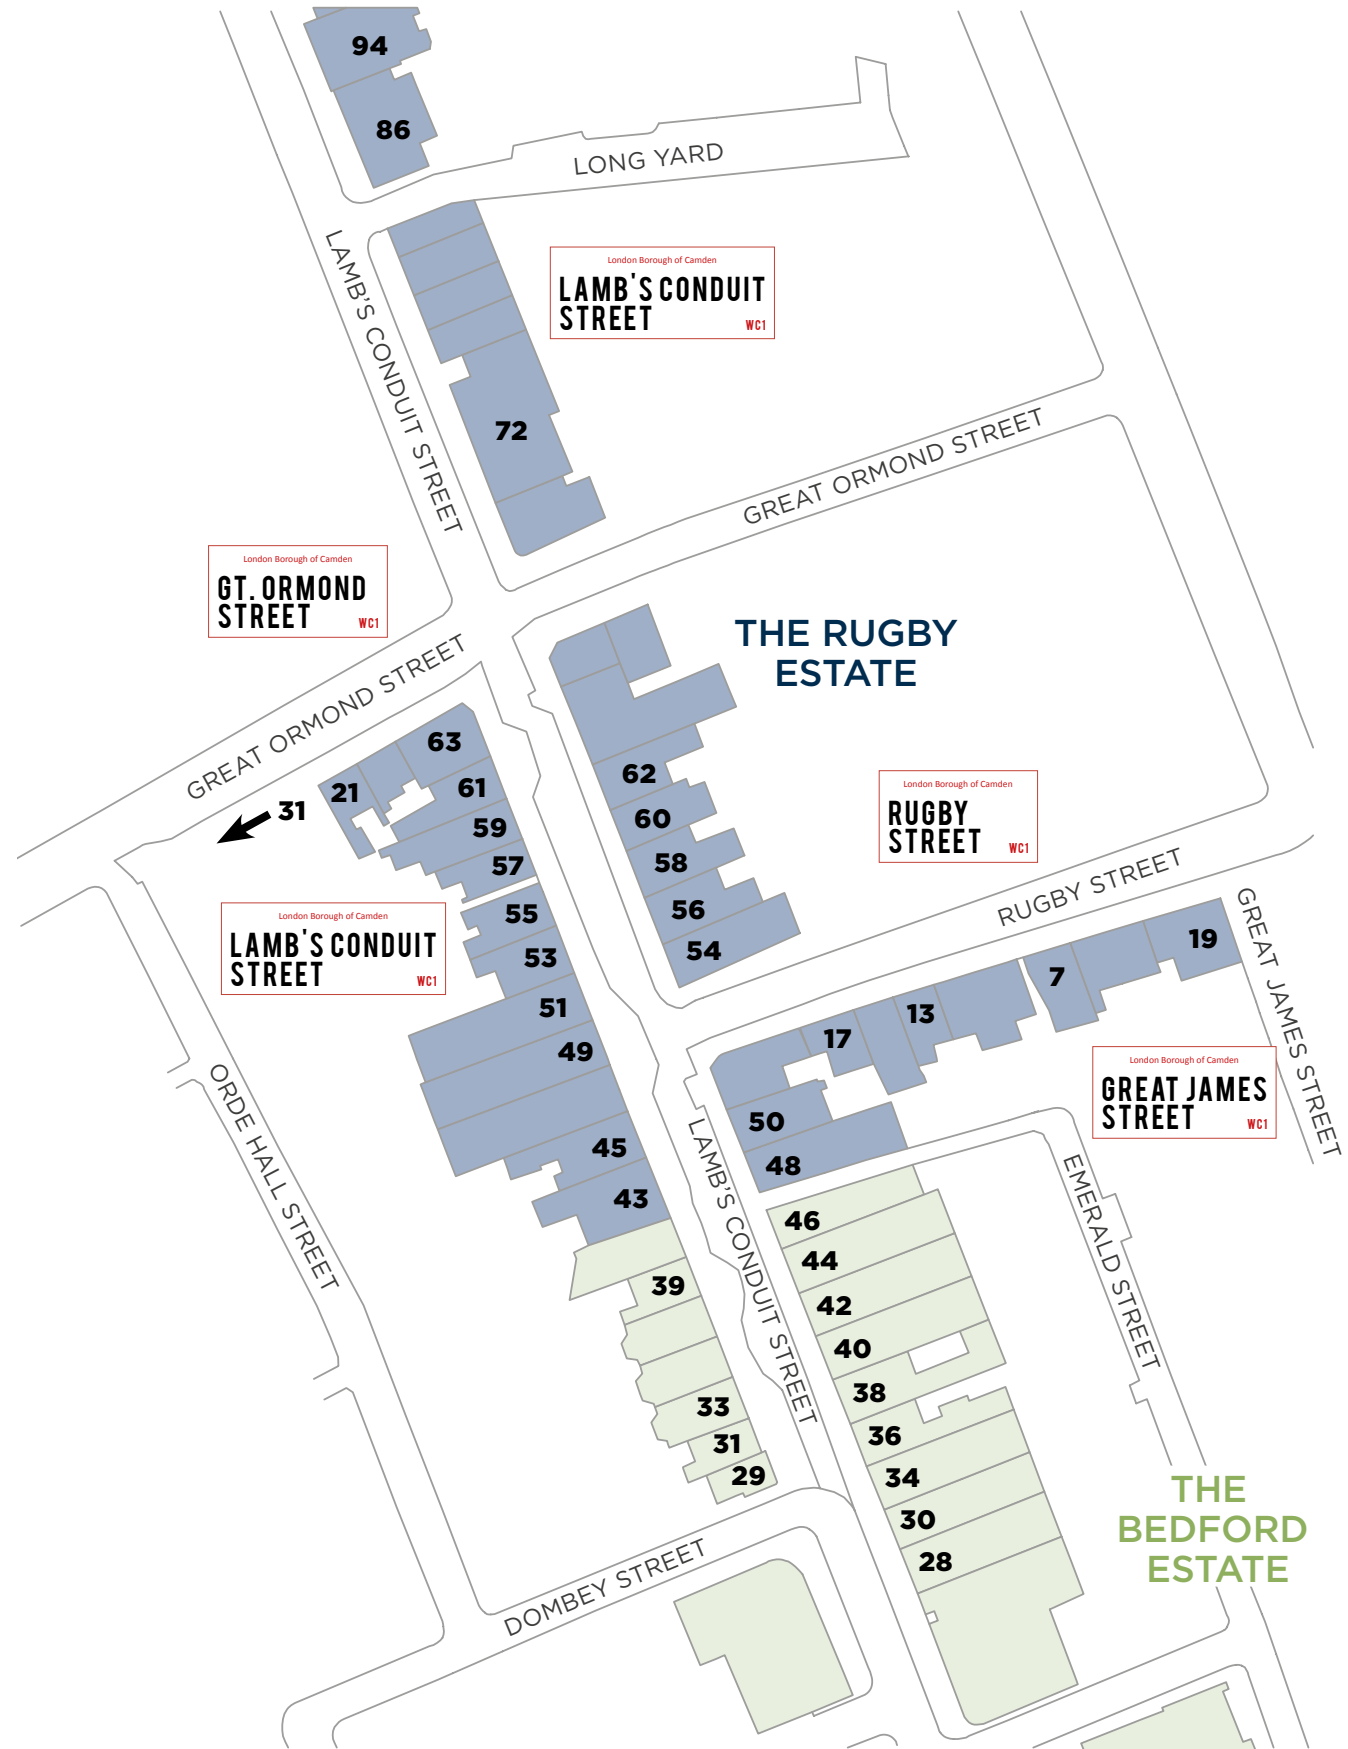 94
86
LONG YARD
LAMB'S CONDUIT STREET
London Borough of Camden
LAMB'S CONDUIT
STREET
WC1
72
GREAT ORMOND STREET
London Borough of Camden
GT. ORMOND
STREET
WC1
THE RUGBY
ESTATE
GREAT ORMOND STREET
63
21
61
31
59
57
62
60
58
56
54
London Borough of Camden
RUGBY
STREET
WC1
RUGBY STREET
London Borough of Camden
LAMB'S CONDUIT
STREET
WC1
55
53
51
49
45
43
19
7
13
17
GREAT JAMES STREET
London Borough of Camden
GREAT JAMES
STREET
WC1
50
48
ORDE HALL STREET
LAMB'S CONDUIT STREET
EMERALD STREET
46
44
42
40
38
36
34
30
28
39
33
31
29
THE
BEDFORD
ESTATE
DOMBEY STREET